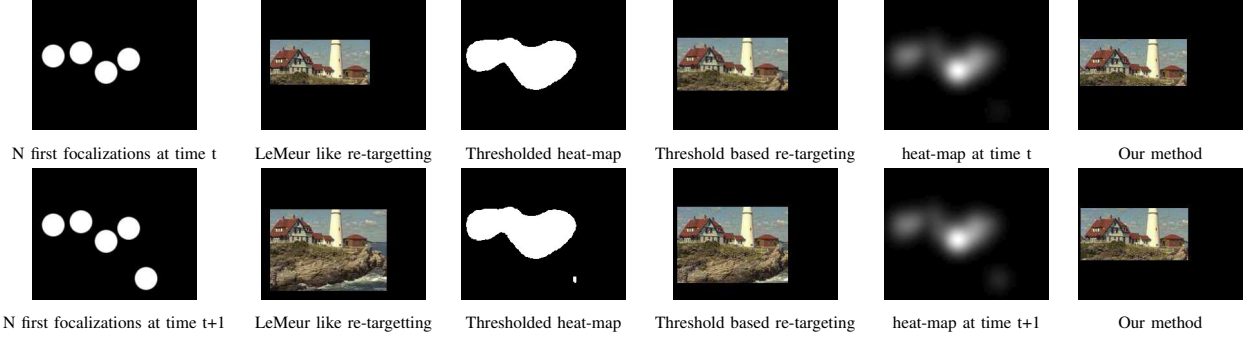 N first focalizations at time t
LeMeur like re-targetting
Thresholded heat-map
Threshold based re-targeting
heat-map at time t
Our method
N first focalizations at time t+1
LeMeur like re-targetting
Thresholded heat-map
Threshold based re-targeting
heat-map at time t+1
Our method